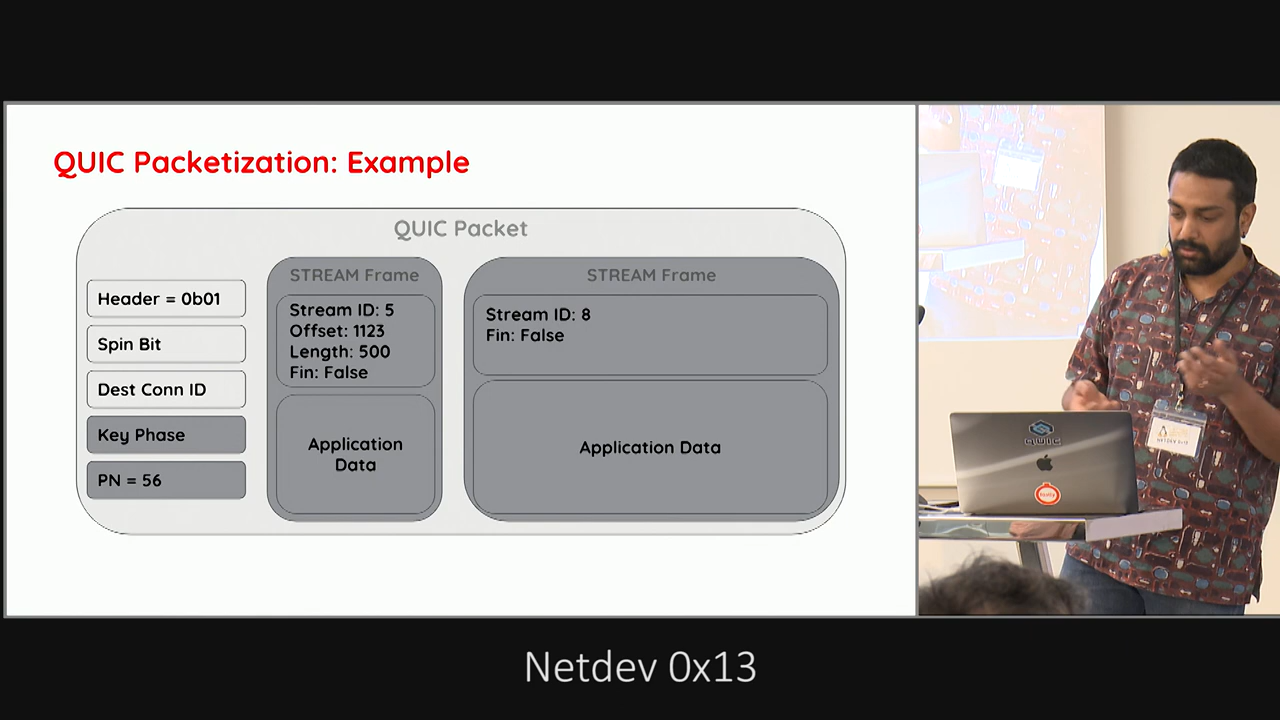 QUIC Packetization: Example
QUIC Packet
Header = 0b01
Spin Bit
Dest Conn ID
Key Phase
PN = 56
STREAM Frame
Stream ID: 5
Offset: 1123
Length: 500
Fin: False
Application
Data
STREAM Frame
Stream ID: 8
Fin: False
Application Data
QUIC
fastly
NETDEV 0x13
Netdev 0x13